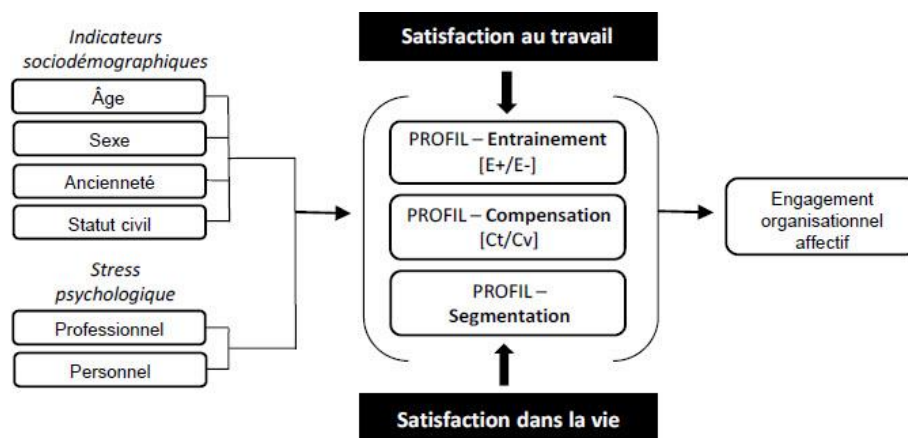 Indicateurs
sociodémographiques
Âge
Sexe
Ancienneté
Statut civil
Stress
psychologique
Professionnel
Personnel
Satisfaction au travail
PROFIL – Entrainement
[E+/E-]
PROFIL – Compensation
[Ct/Cv]
PROFIL –
Segmentation
Satisfaction dans la vie
Engagement
organisationnel
affectif